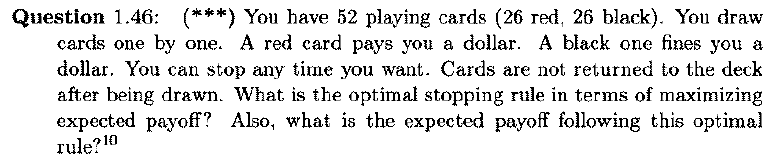 Question 1.46: (***) You have 52 playing cards (26 red, 26 black). You draw
cards one by one. A red card pays you a dollar. A black one fines you a
dollar. You can stop any time you want. Cards are not returned to the deck
after being drawn. What is the optimal stopping rule in terms of maximizing
expected payoff? Also, what is the expected payoff following this optimal
rule?¹⁰